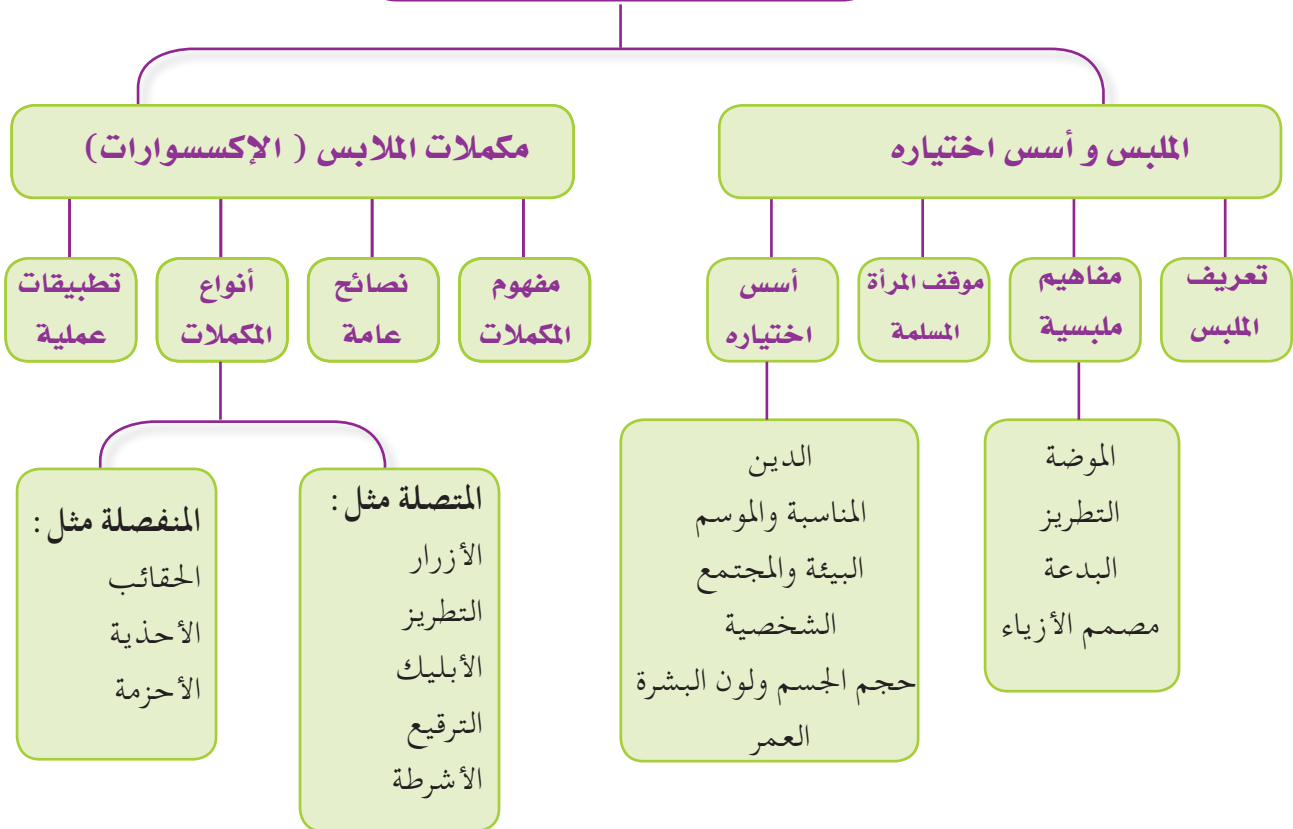 الملبس و أسس اختياره
تعريف
الملبس
مفاهيم
ملبسية
موقف المرأة
المسلمة
أسس
اختياره
الموضة
التطريز
البدعة
مصمم الأزياء
الدين
المناسبة والموسم
البيئة والمجتمع
الشخصية
حجم الجسم ولون البشرة
العمر
مكملات الملابس ( الإكسسوارات)
مفهوم
المكملات
نصائح
عامة
أنواع
المكملات
تطبيقات
عملية
المتصلة مثل :
الأزرار
التطريز
الأبليك
الترقيع
الأشرطة
المنفصلة مثل :
الحقائب
الأحذية
الأحزمة